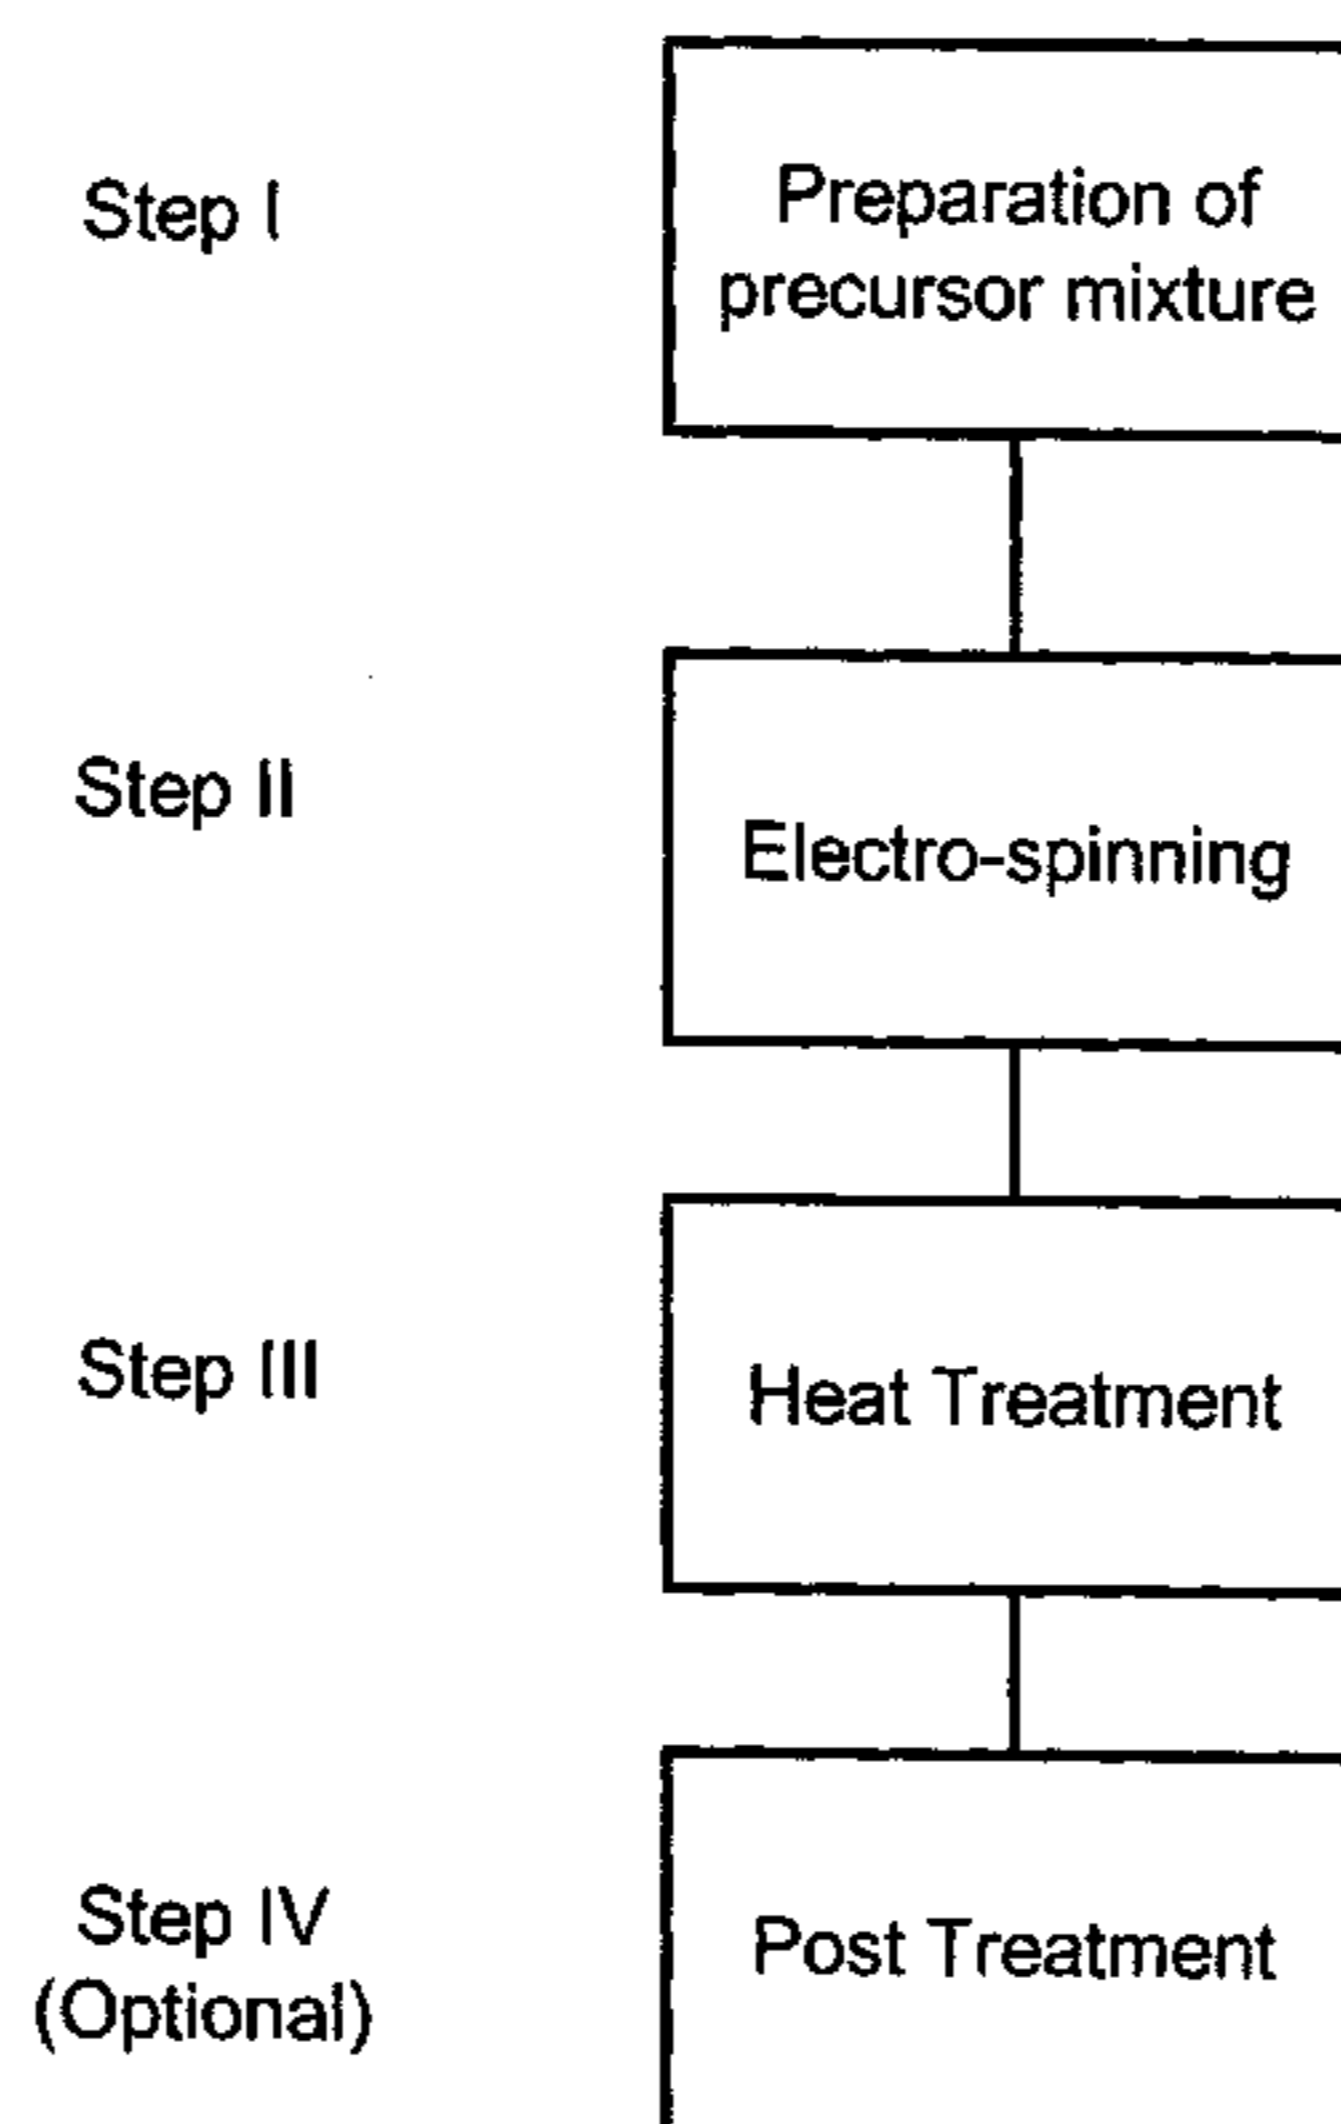 Step I
Preparation of
precursor mixture
Step II
Electro-spinning
Step III
Heat Treatment
Step IV
(Optional)
Post Treatment